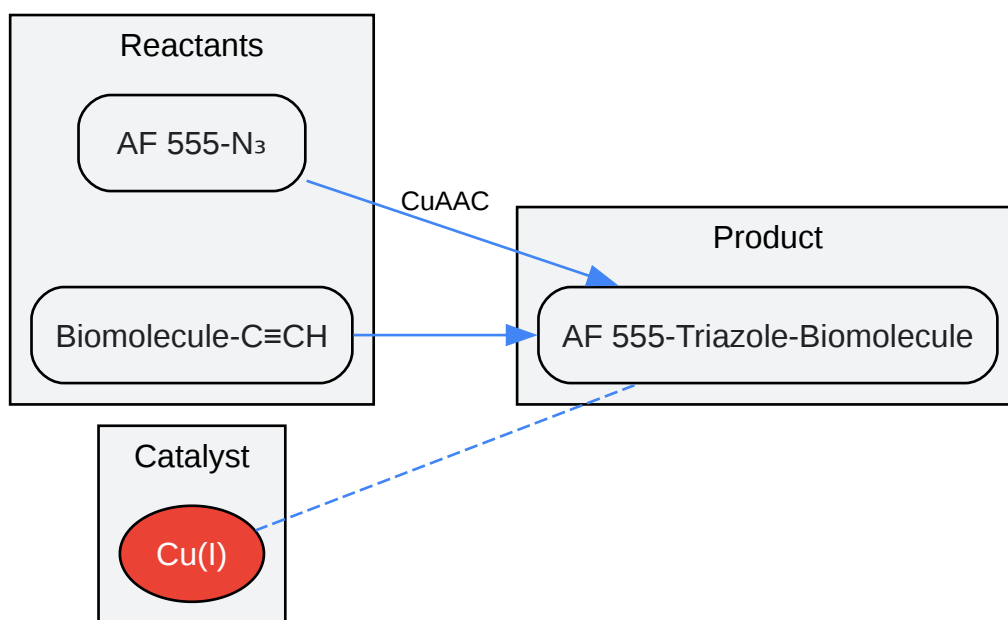 Reactants
AF 555-N₃
CuAAC
Product
Biomolecule-C≡CH
AF 555-Triazole-Biomolecule
Catalyst
Cu(I)